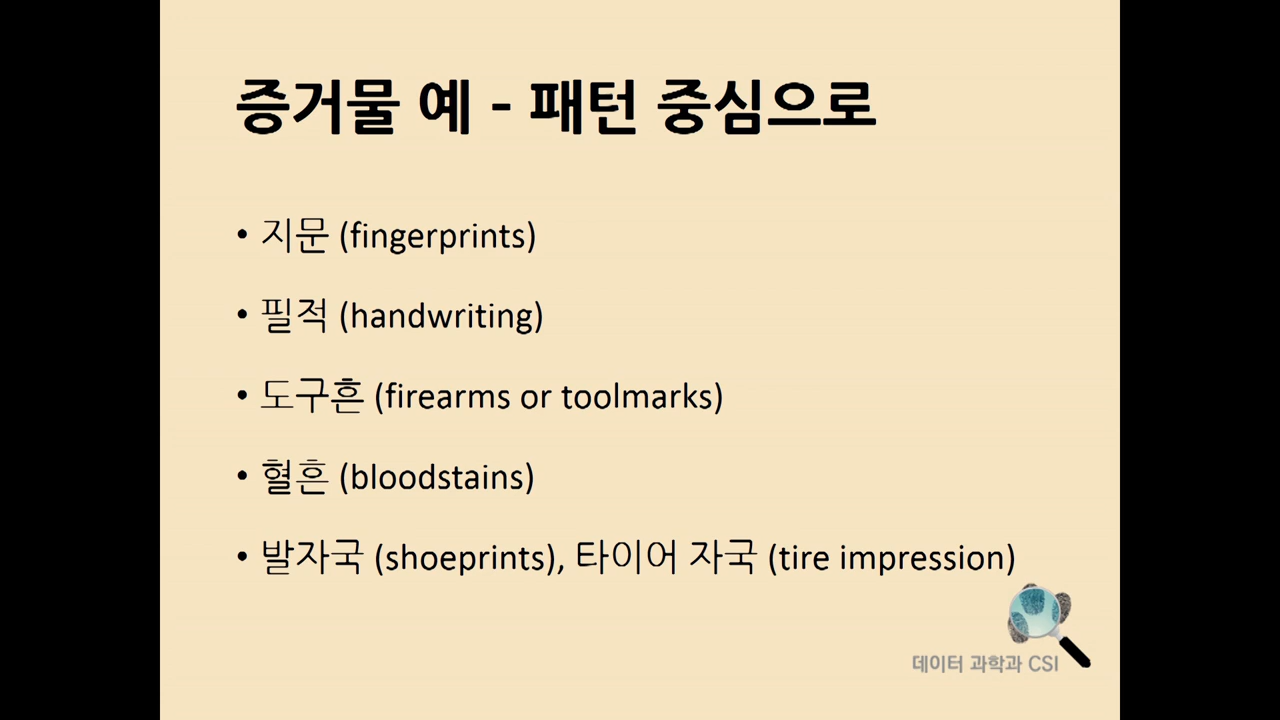 증거물 예 - 패턴 중심으로
• 지문 (fingerprints)
• 필적 (handwriting)
• 도구흔 (firearms or toolmarks)
• 혈흔 (bloodstains)
• 발자국 (shoeprints), 타이어 자국 (tire impression)
데이터 과학과 CSI